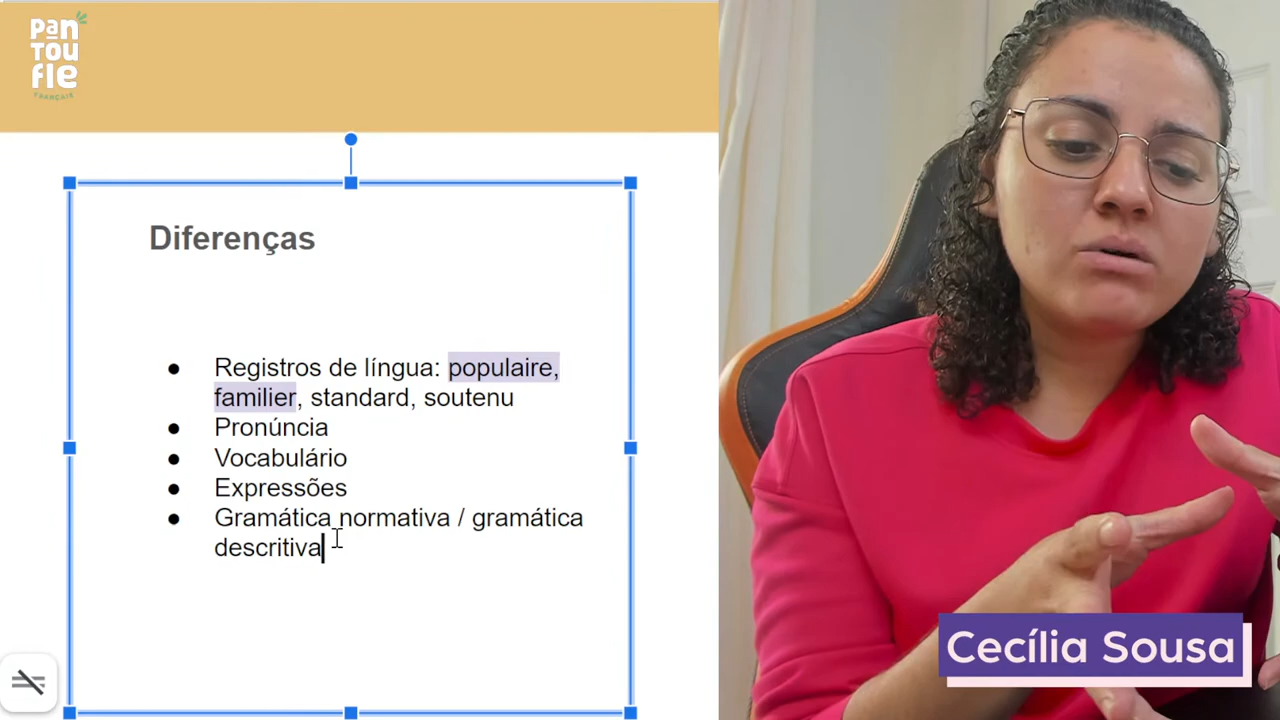 Pan
Tou
fle
FRANÇAIS
Diferenças
● Registros de língua: populaire,
familier, standard, soutenu
● Pronúncia
● Vocabulário
● Expressões
● Gramática normativa / gramática
descritiva
Cecília Sousa